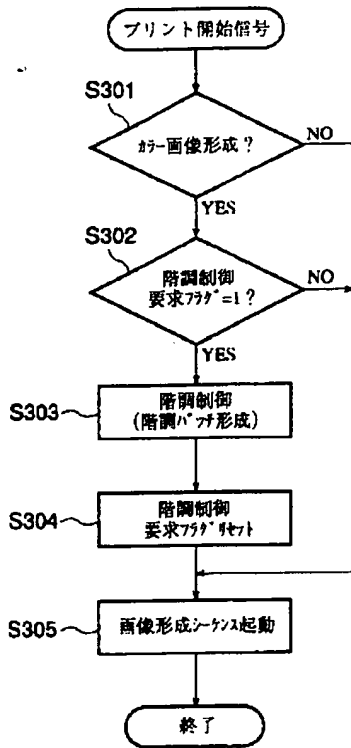 プリント開始信号
S301
カラー画像形成?
NO
YES
S302
階調制御
要求フラグ=1?
NO
YES
S303
階調制御
(階調パッチ形成)
S304
階調制御
要求フラグリセット
S305
画像形成シーケンス起動
終了